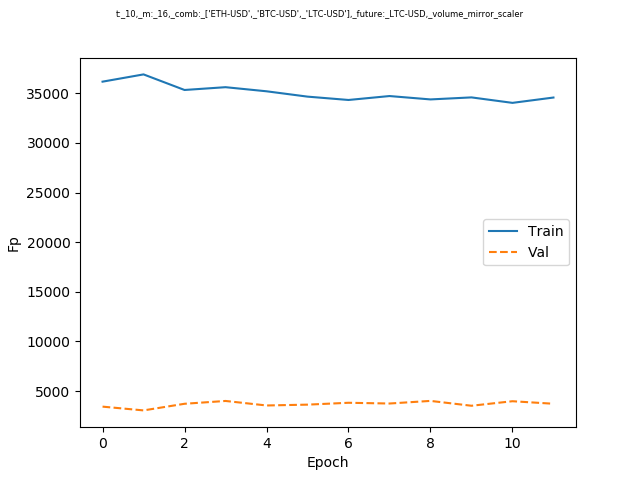 t:_10,_m:_16,_comb:_['ETH-USD',_'BTC-USD',_'LTC-USD'],_future:_LTC-USD,_volume_mirror_scaler
35000
30000
25000
20000
15000
10000
5000
Fp
Train
Val
0 2 4 6 8 10
Epoch